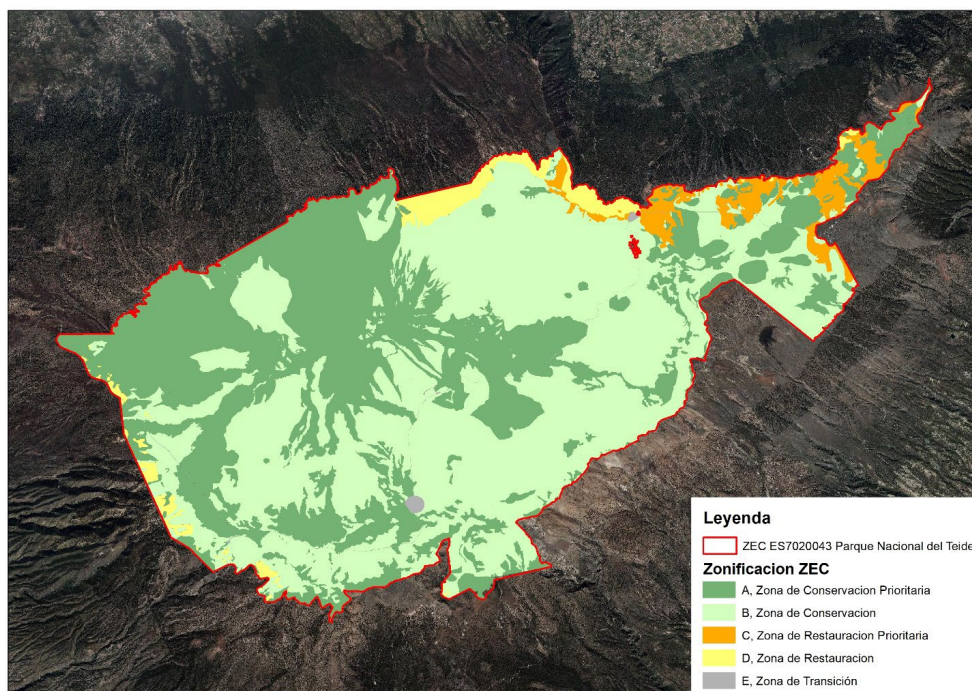 Leyenda
ZEC ES7020043 Parque Nacional del Teide
Zonificacion ZEC
A, Zona de Conservacion Prioritaria
B, Zona de Conservacion
C, Zona de Restauracion Prioritaria
D, Zona de Restauracion
E, Zona de Transición